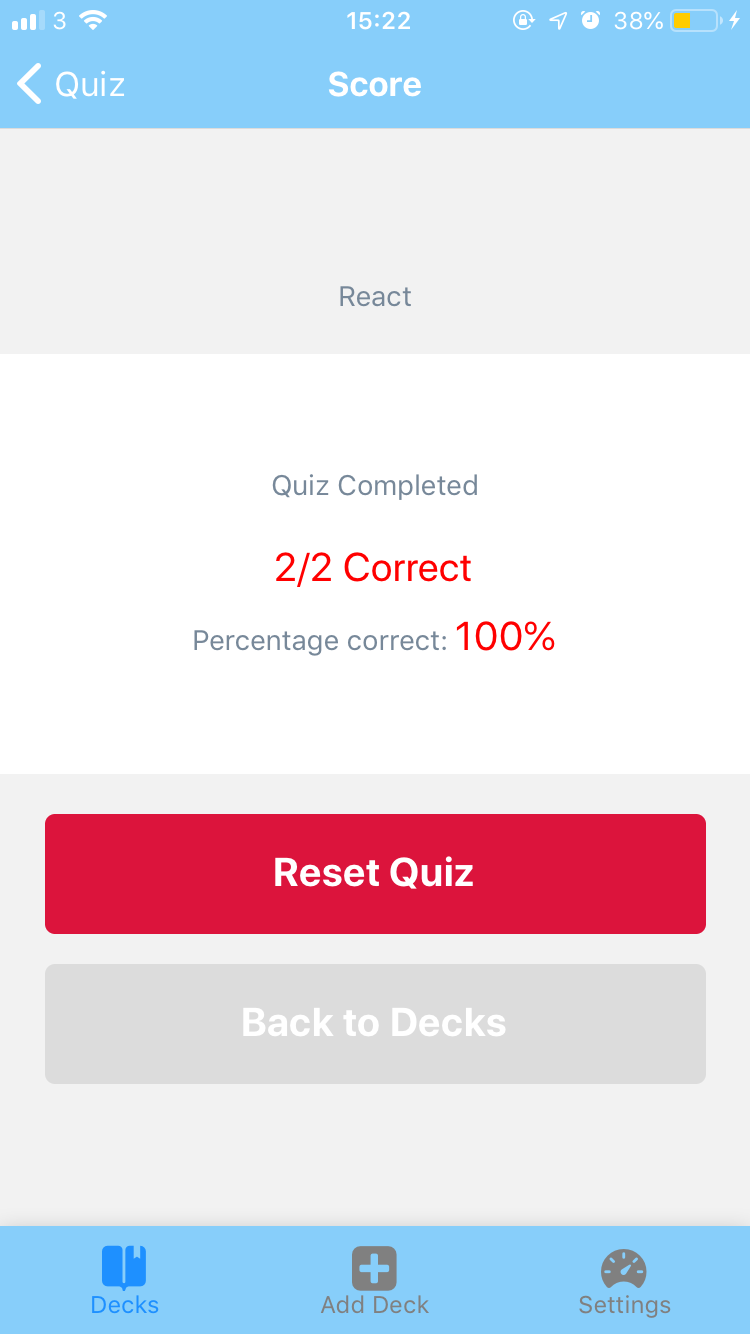 3 15:22 38%
Quiz Score
React
Quiz Completed
2/2 Correct
Percentage correct: 100%
Reset Quiz
Back to Decks
Decks Add Deck Settings